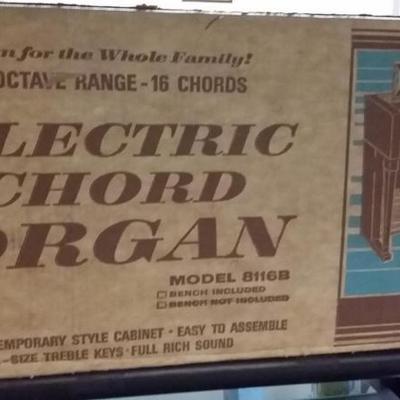 n for the Whole Family!
OCTAVE RANGE-16 CHORDS
LECTRIC
CHORD
ORGAN
MODEL 8116B
BENCH INCLUDED
BENCH NOT INCLUDED
TEMPORARY STYLE CABINET • EASY TO ASSEMBLE
-SIZE TREBLE KEYS • FULL RICH SOUND